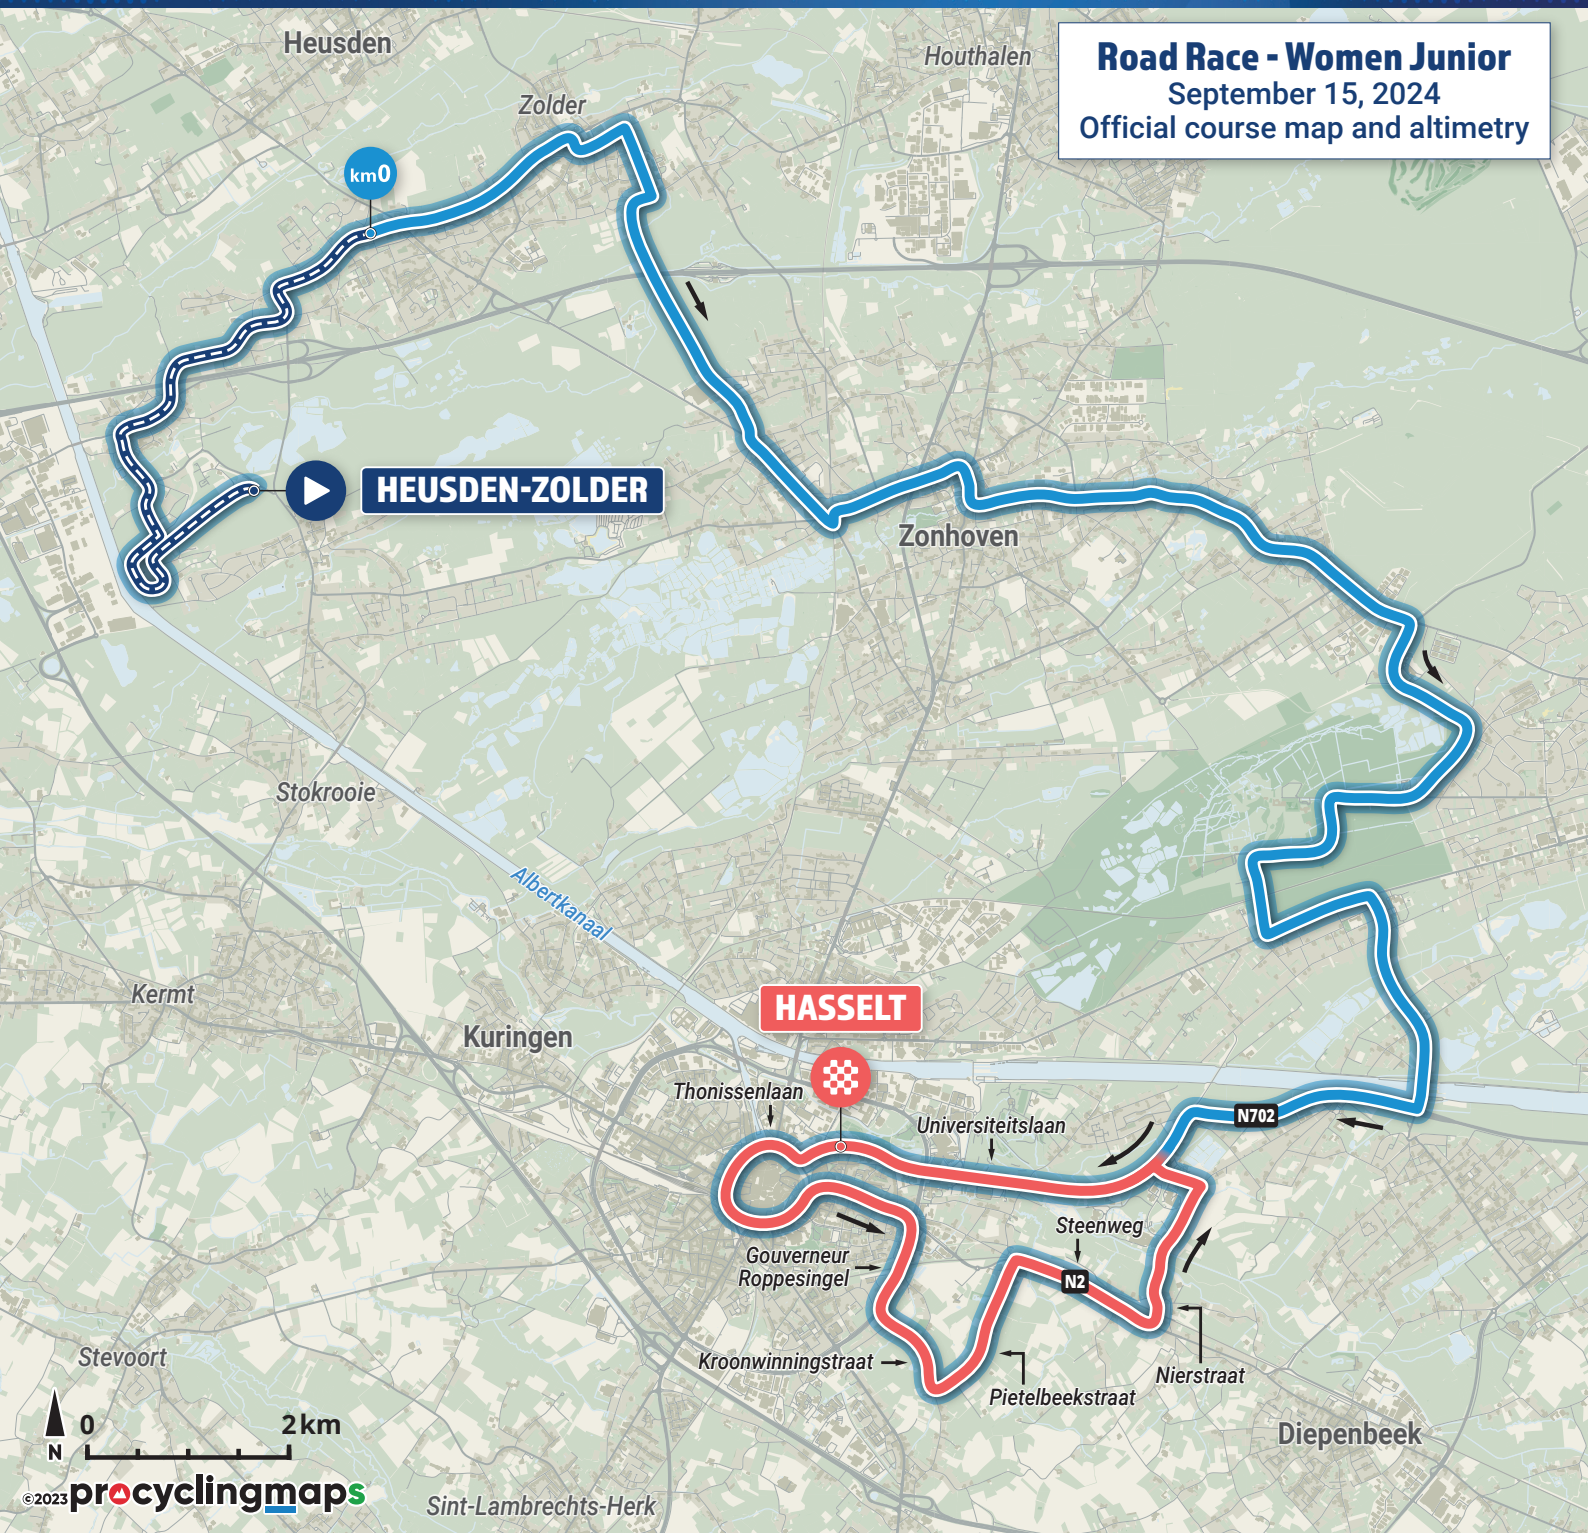 Heusden
Houthalen
Road Race - Women Junior
September 15, 2024
Official course map and altimetry
Zolder
km0
HEUSDEN-ZOLDER
Zonhoven
Stokrooie
Albertkanaal
Kermt
HASSELT
Kuringen
Thonissenlaan
N702
Universiteitslaan
Steenweg
Gouverneur
Roppesingel
N2
Stevoort
Kroonwinningstraat
Nierstraat
Pietelbeekstraat
Diepenbeek
0 2 km
N
©2023 procyclingmaps
Sint-Lambrechts-Herk